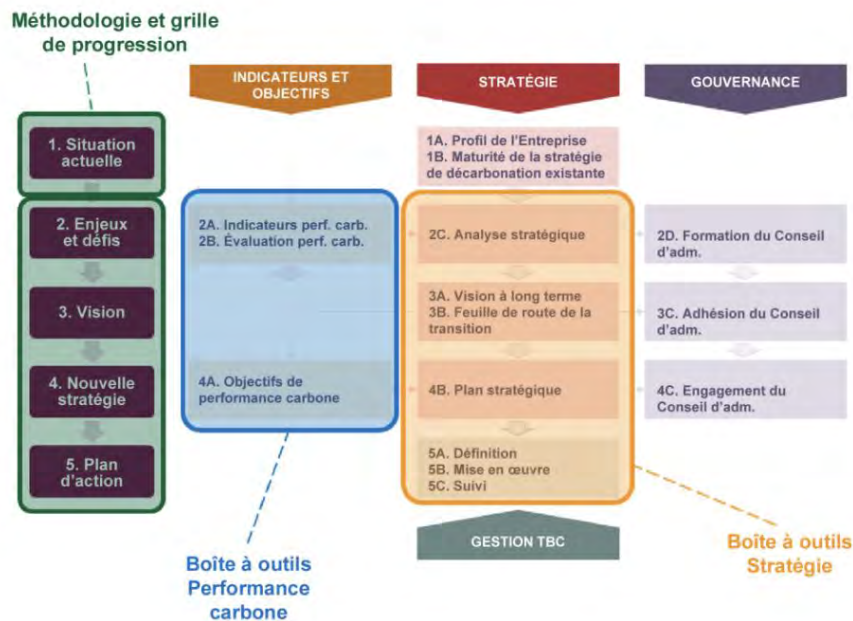 Méthodologie et grille
de progression
INDICATEURS ET
OBJECTIFS
STRATÉGIE
GOUVERNANCE
1. Situation
actuelle
1A. Profil de l'Entreprise
1B. Maturité de la stratégie
de décarbonation existante
2. Enjeux
et défis
2A. Indicateurs perf. carb.
2B. Évaluation perf. carb.
2C. Analyse stratégique
2D. Formation du Conseil
d'adm.
3. Vision
3A. Vision à long terme
3B. Feuille de route de la
transition
3C. Adhésion du Conseil
d'adm.
4. Nouvelle
stratégie
4A. Objectifs de
performance carbone
4B. Plan stratégique
4C. Engagement du
Conseil d'adm.
5. Plan
d'action
5A. Définition
5B. Mise en œuvre
5C. Suivi
GESTION TBC
Boîte à outils
Performance
carbone
Boîte à outils
Stratégie